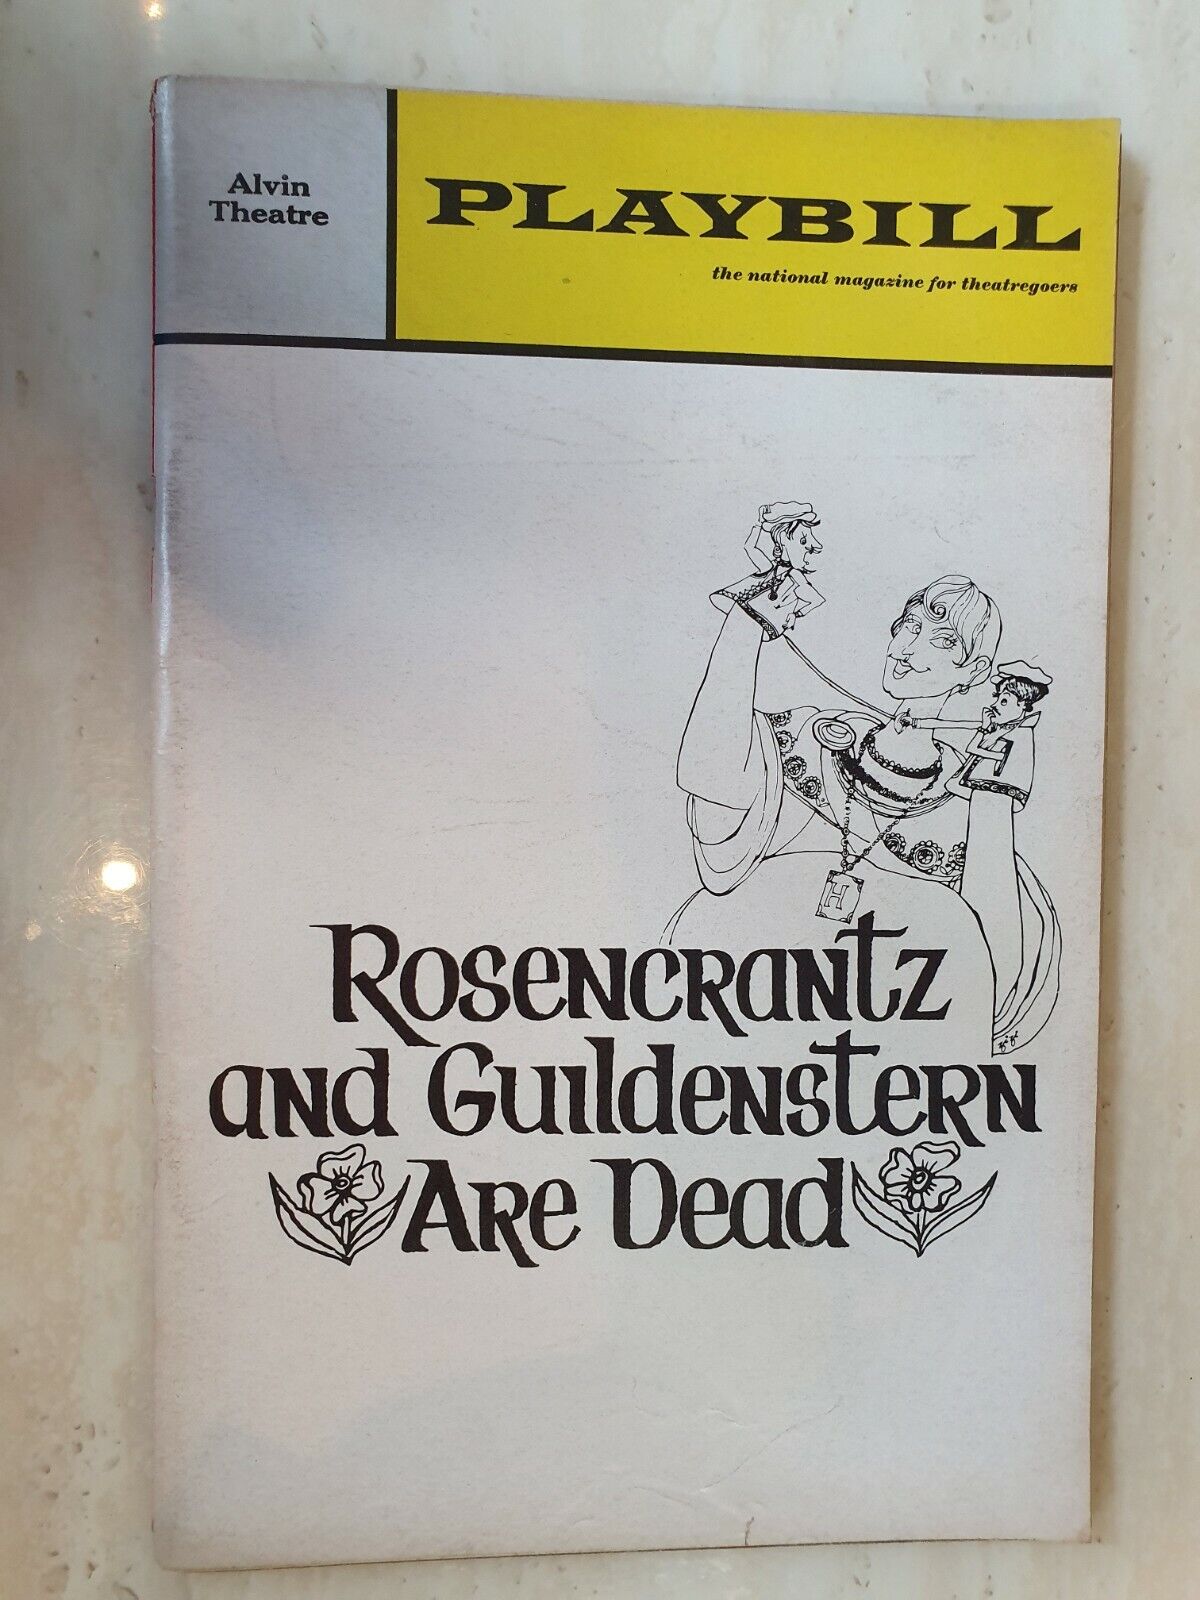 Alvin
Theatre
PLAYBILL
the national magazine for theatregoers
H
Rosencrantz
and Guildenstern
Are Dead